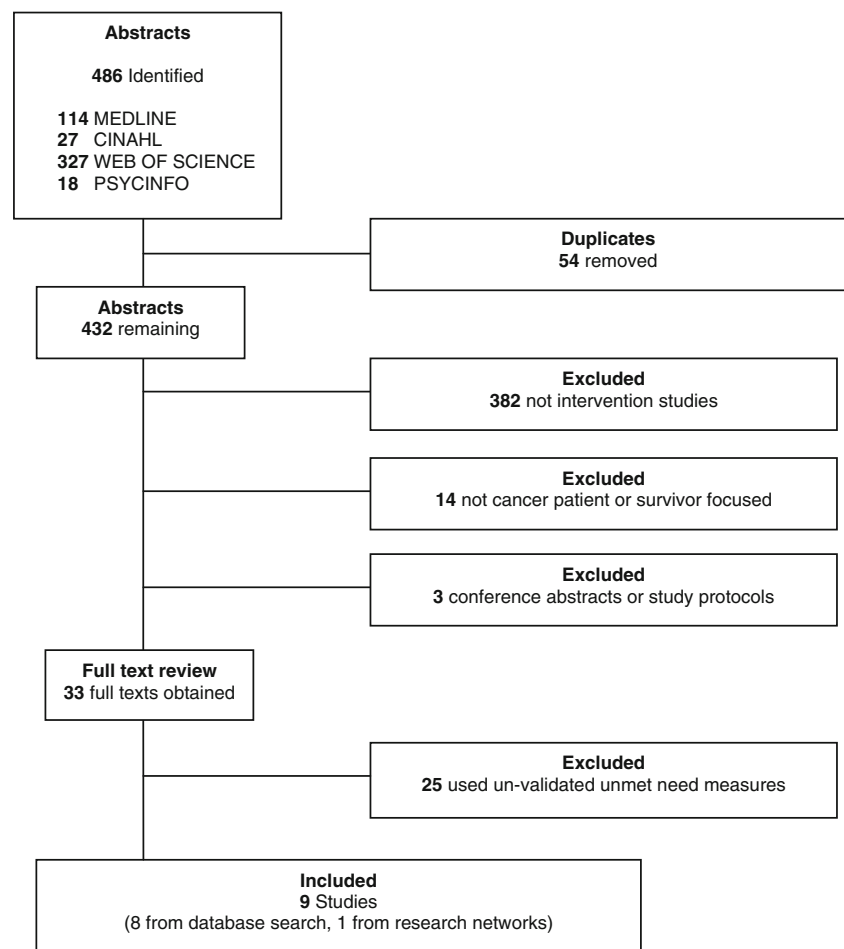 Abstracts
486 Identified
114 MEDLINE
27 CINAHL
327 WEB OF SCIENCE
18 PSYCINFO
Duplicates
54 removed
Abstracts
432 remaining
Excluded
382 not intervention studies
Excluded
14 not cancer patient or survivor focused
Excluded
3 conference abstracts or study protocols
Full text review
33 full texts obtained
Excluded
25 used un-validated unmet need measures
Included
9 Studies
(8 from database search, 1 from research networks)